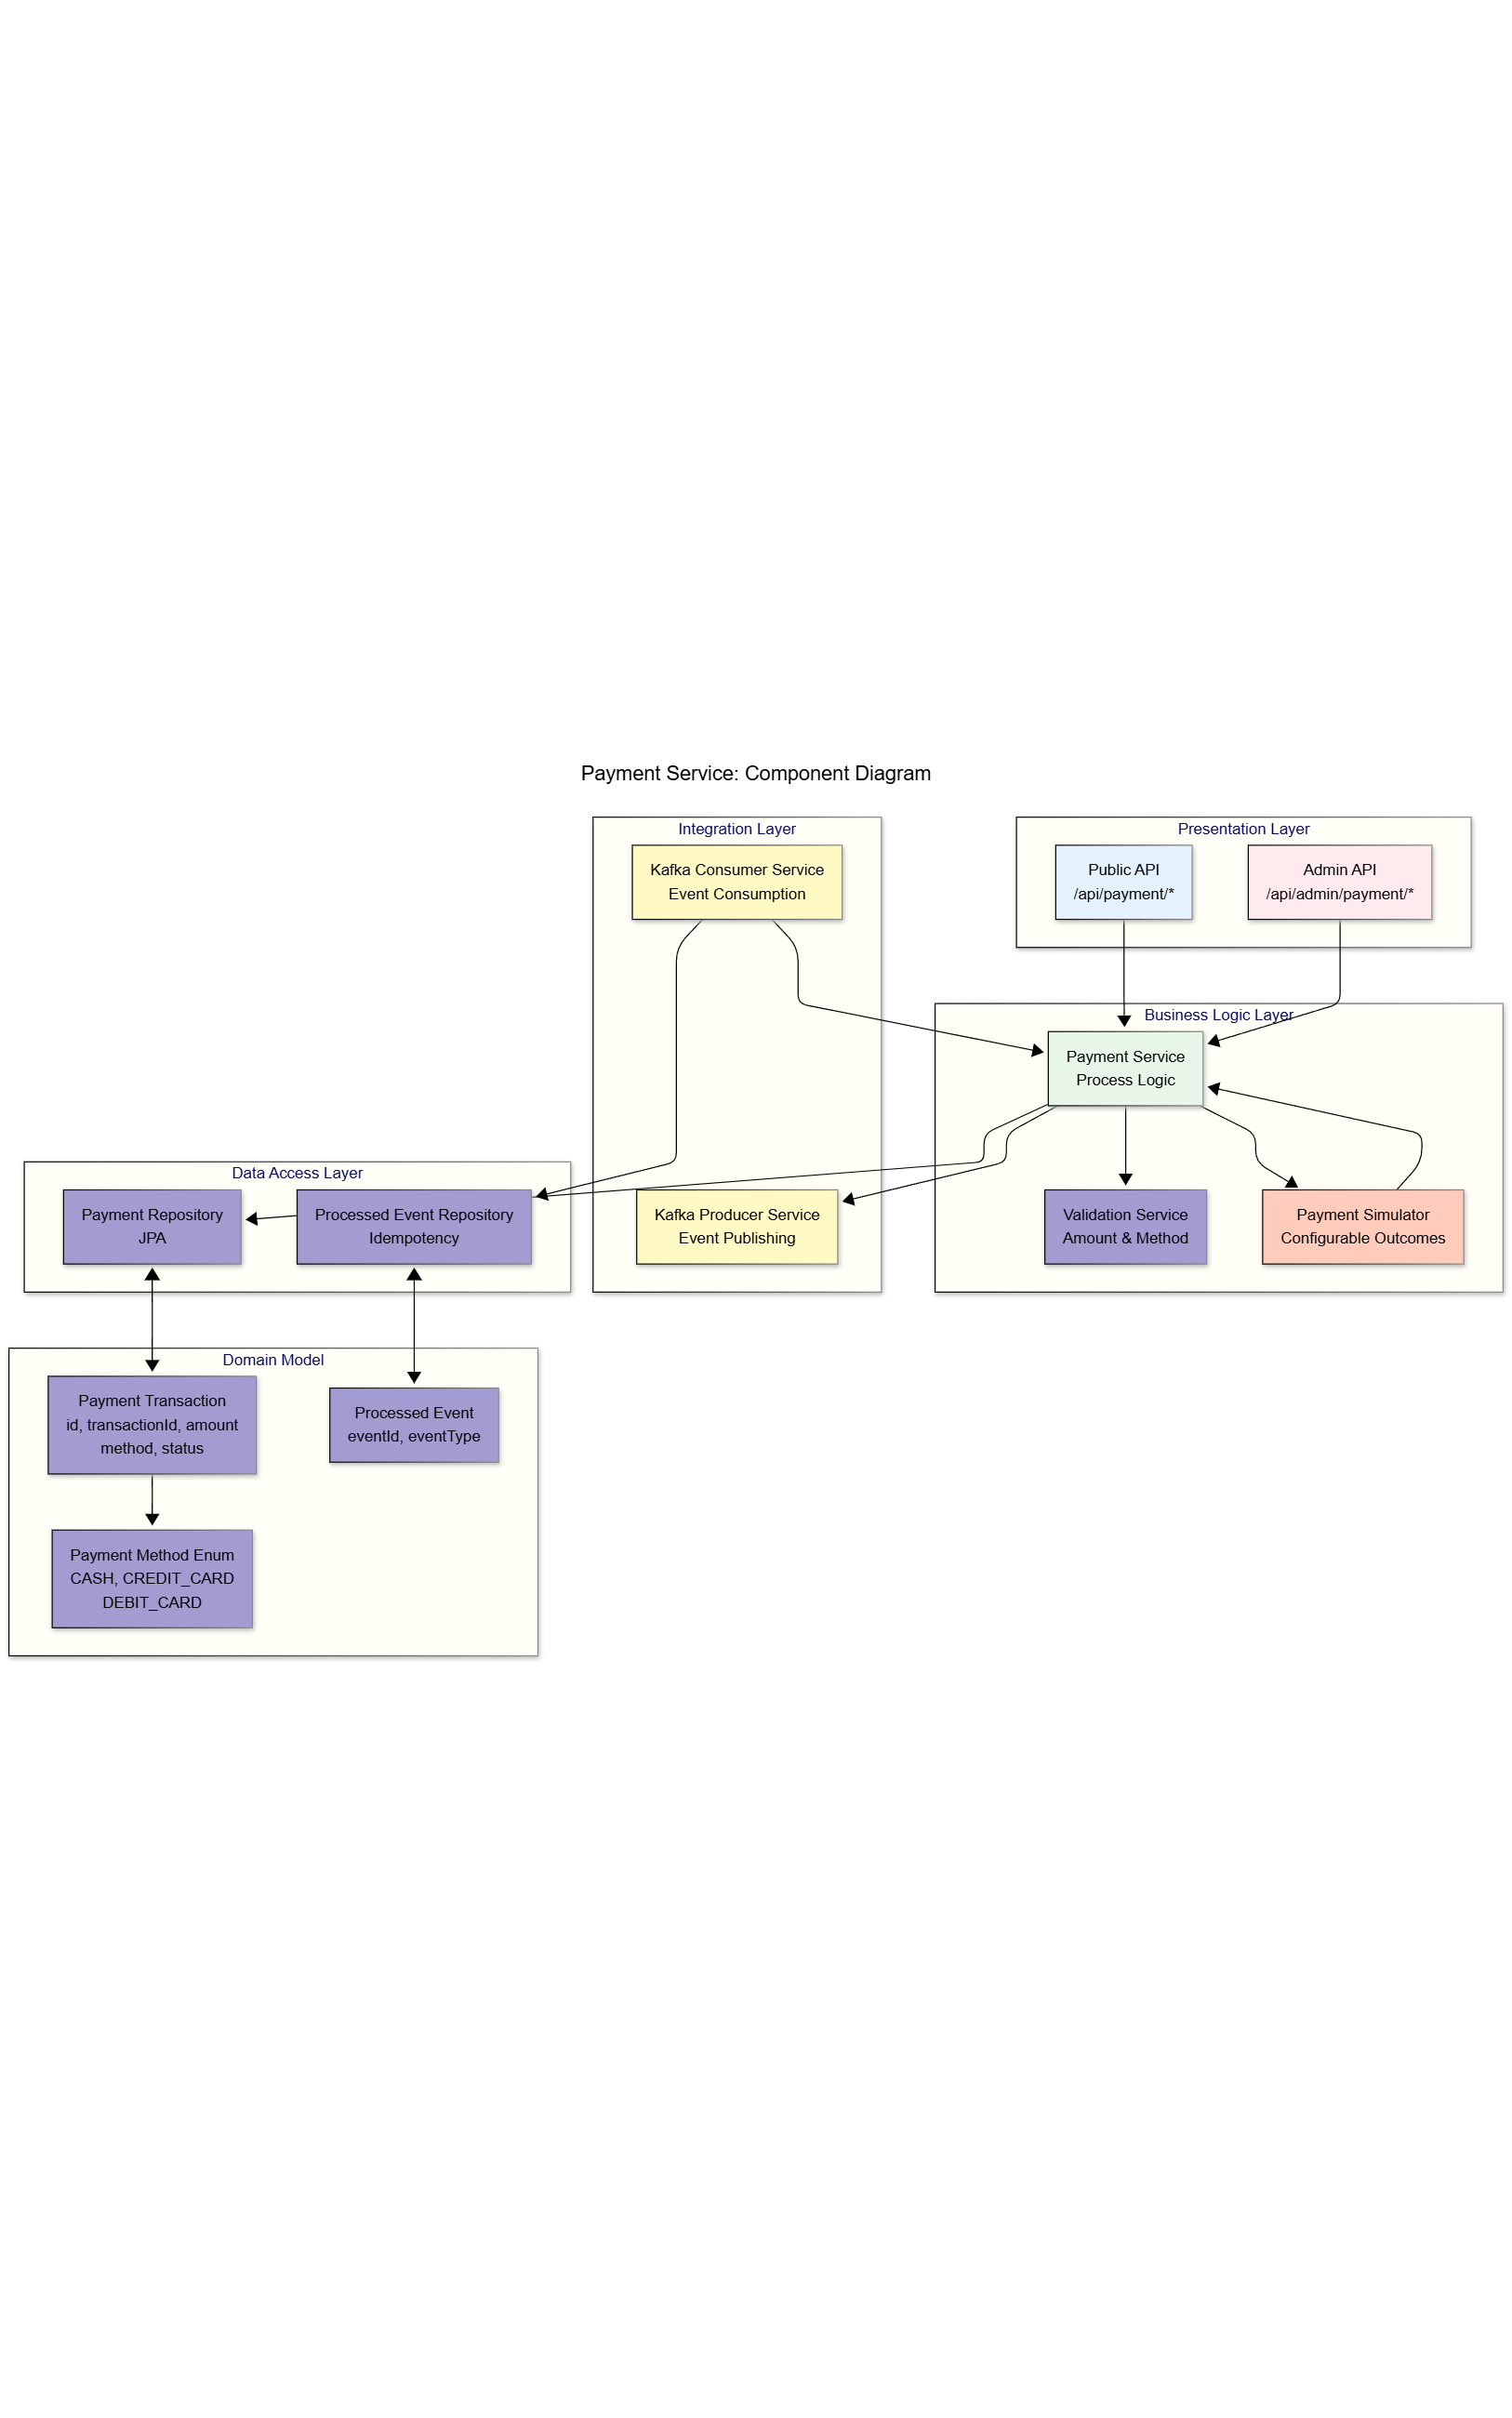 Payment Service: Component Diagram
Integration Layer
Kafka Consumer Service
Event Consumption
Presentation Layer
Public API
/api/payment/*
Admin API
/api/admin/payment/*
Business Logic Layer
Payment Service
Process Logic
Data Access Layer
Payment Repository
JPA
Processed Event Repository
Idempotency
Kafka Producer Service
Event Publishing
Validation Service
Amount & Method
Payment Simulator
Configurable Outcomes
Domain Model
Payment Transaction
id, transactionId, amount
method, status
Processed Event
eventId, eventType
Payment Method Enum
CASH, CREDIT_CARD
DEBIT_CARD